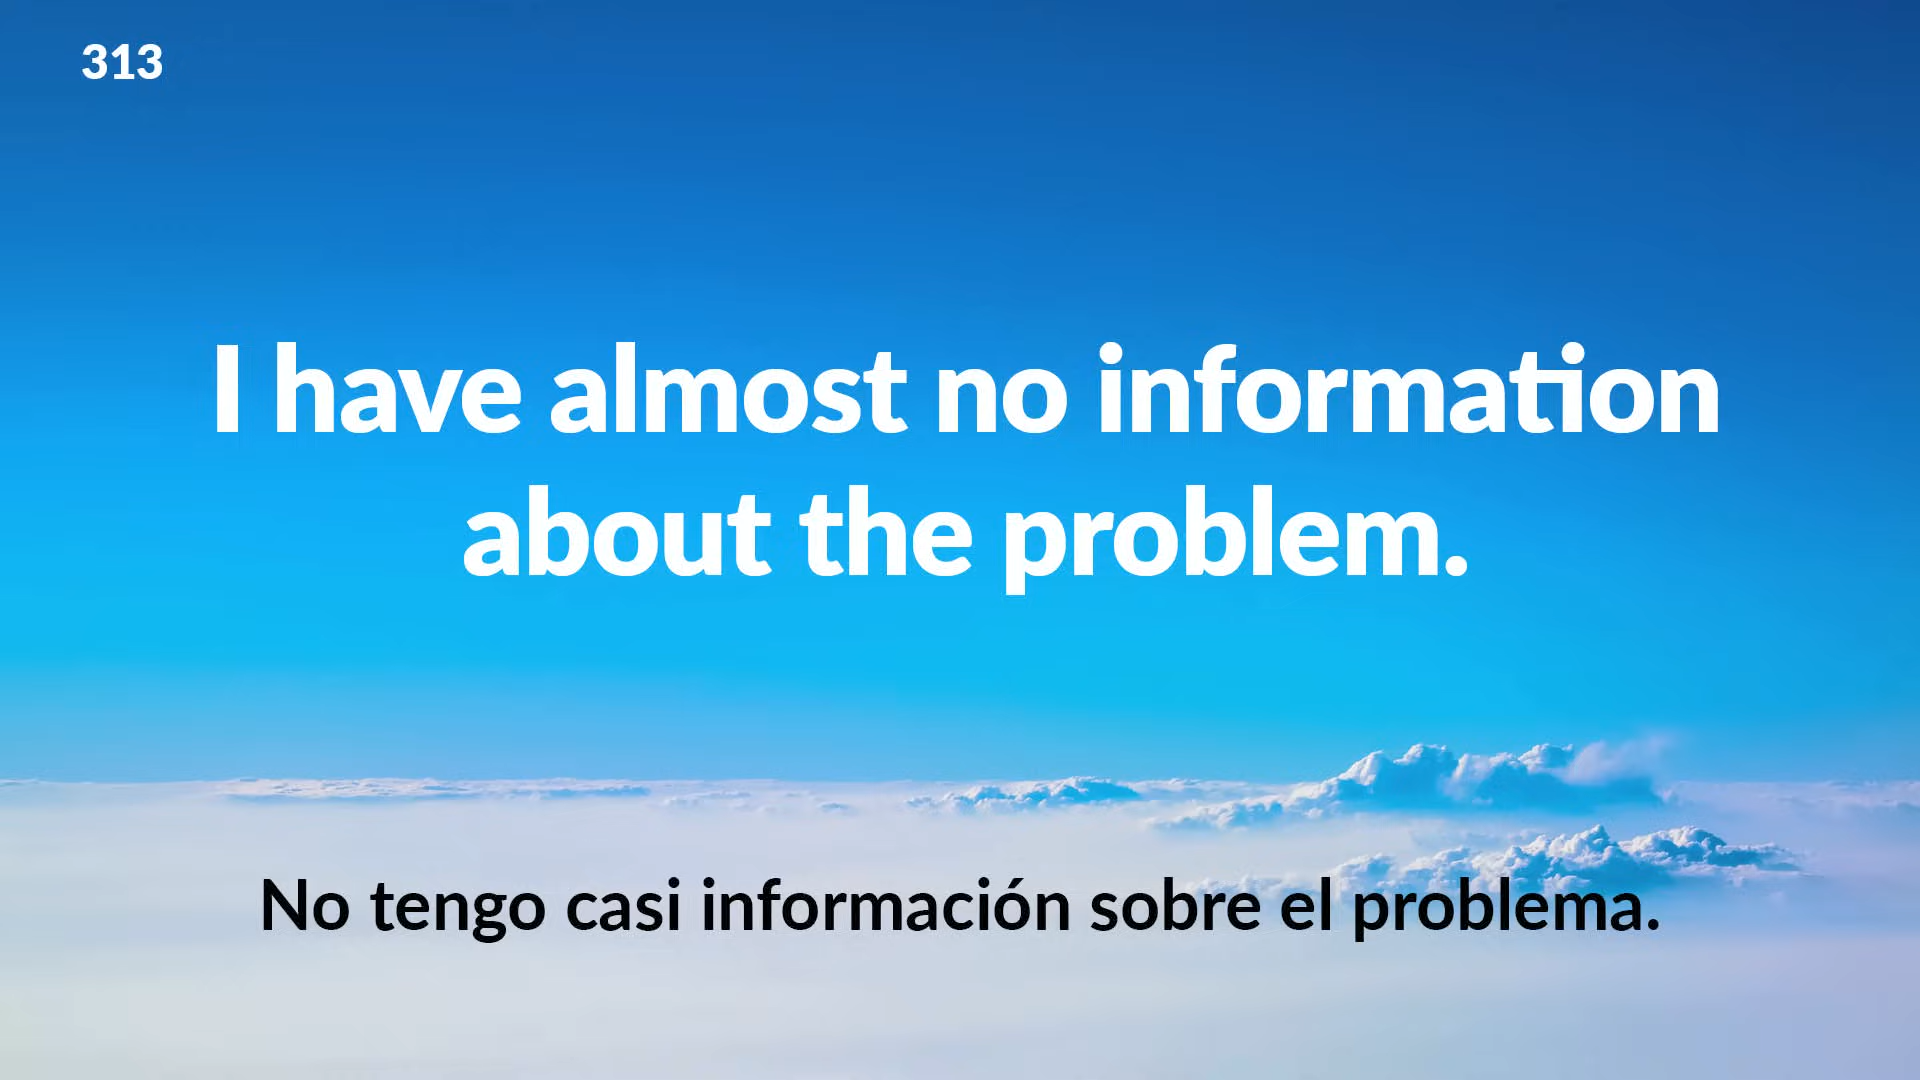 313
I have almost no information
about the problem.
No tengo casi información sobre el problema.